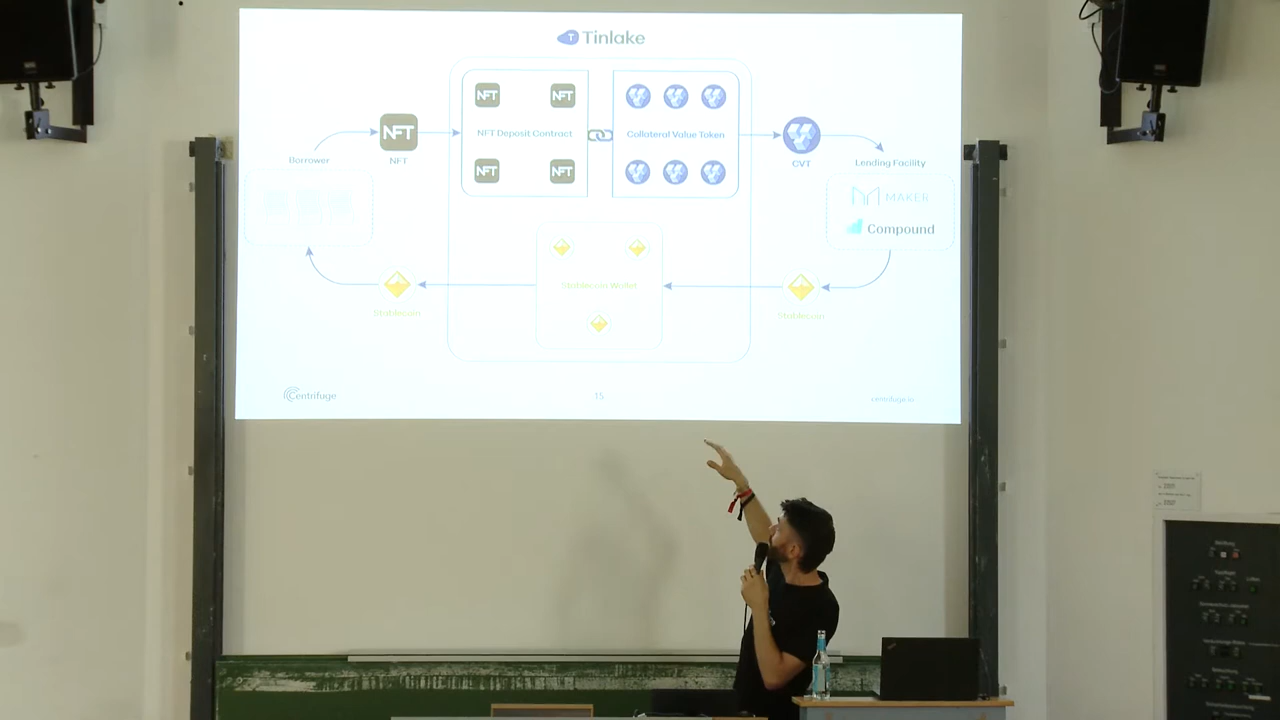 Tinlake
NFT
NFT
NFT Deposit Contract
NFT
NFT
Collateral Value Token
Borrower
NFT
NFT
CVT
Lending Facility
MAKER
Compound
Stablecoin Wallet
Stablecoin
Stablecoin
Centrifuge
15
centrifuge.io